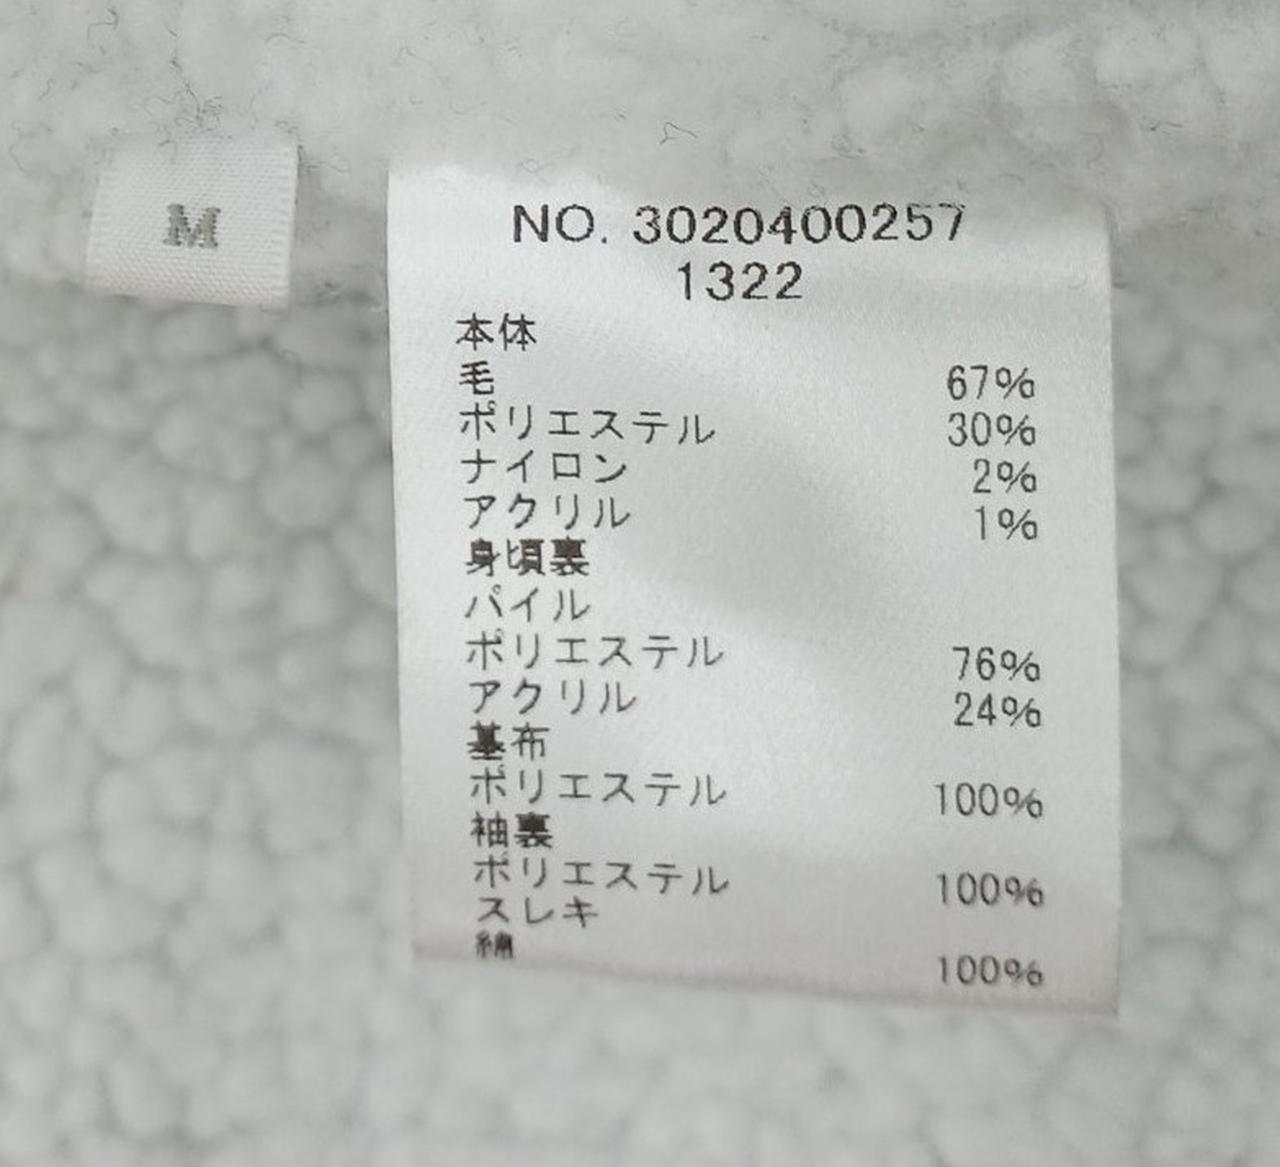 M
NO. 3020400257
1322
本体
毛 67%
ポリエステル 30%
ナイロン 2%
アクリル 1%
身頃裏
パイル
ポリエステル 76%
アクリル 24%
基布
ポリエステル 100%
袖裏
ポリエステル 100%
スレキ
綿 100%